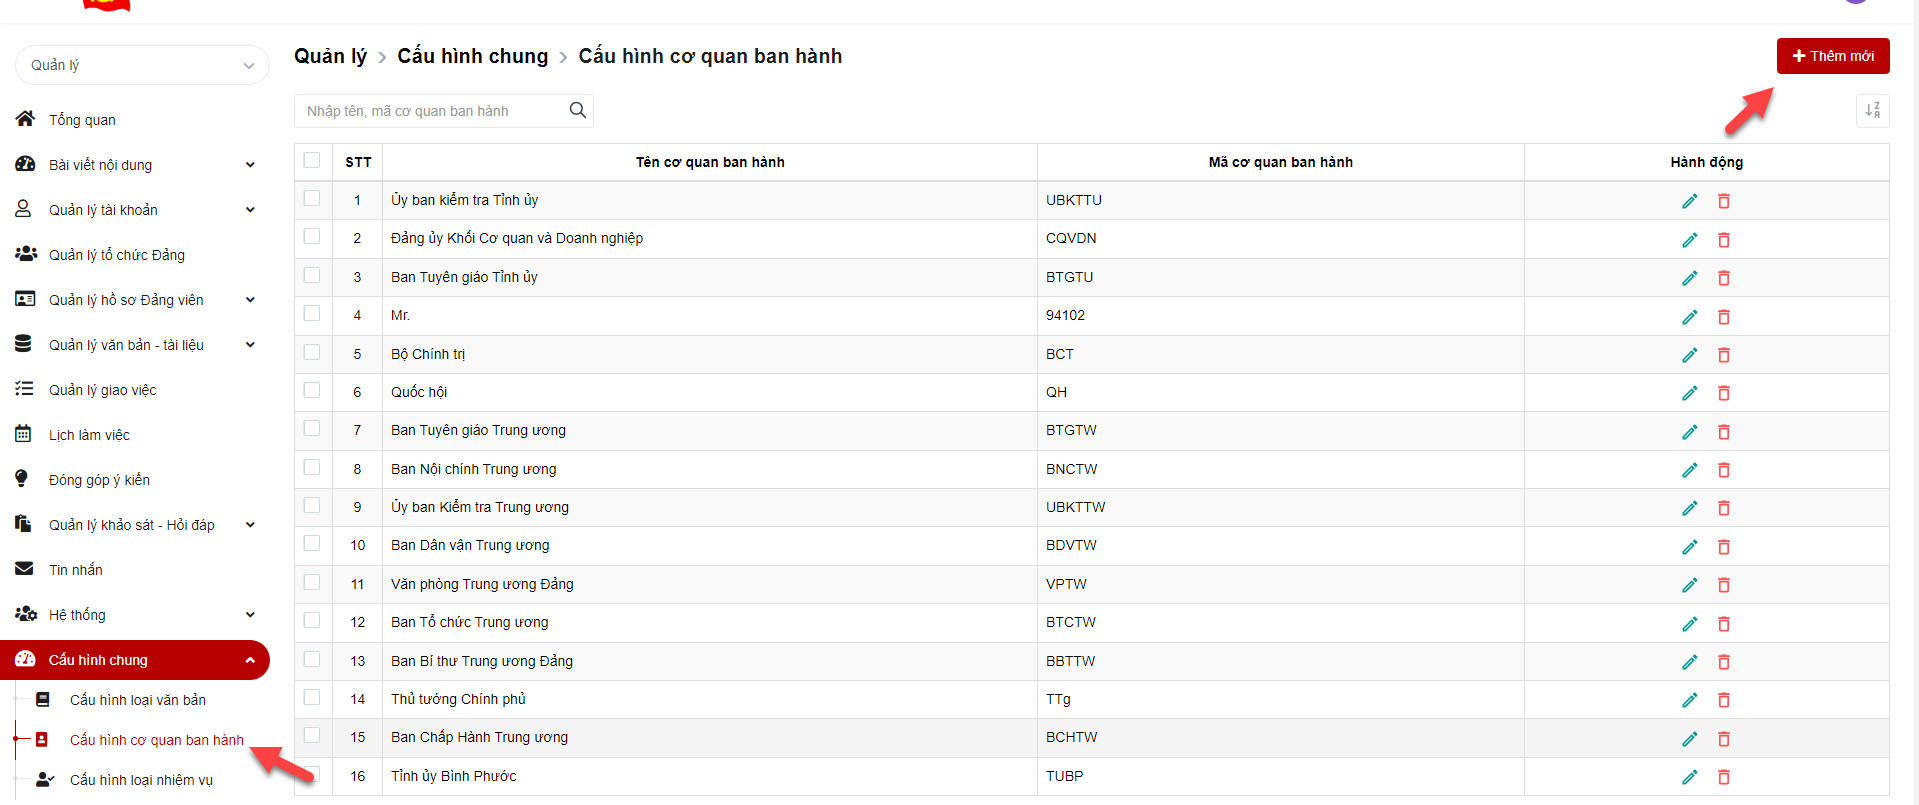 Quản lý
Tổng quan
Bài viết nội dung
Quản lý tài khoản
Quản lý tổ chức Đảng
Quản lý hồ sơ Đảng viên
Quản lý văn bản - tài liệu
Quản lý giao việc
Lịch làm việc
Đóng góp ý kiến
Quản lý khảo sát - Hỏi đáp
Tin nhắn
Hệ thống
Cấu hình chung
Cấu hình loại văn bản
Cấu hình cơ quan ban hành
Cấu hình loại nhiệm vụ
Quản lý > Cấu hình chung > Cấu hình cơ quan ban hành
+ Thêm mới
Nhập tên, mã cơ quan ban hành
STT Tên cơ quan ban hành Mã cơ quan ban hành Hành động
1 Ủy ban kiểm tra Tỉnh ủy UBKTTU
2 Đảng ủy Khối Cơ quan và Doanh nghiệp CQVDN
3 Ban Tuyên giáo Tỉnh ủy BTGTU
4 Mr. 94102
5 Bộ Chính trị BCT
6 Quốc hội QH
7 Ban Tuyên giáo Trung ương BTGTW
8 Ban Nội chính Trung ương BNCTW
9 Ủy ban Kiểm tra Trung ương UBKTTW
10 Ban Dân vận Trung ương BDVTW
11 Văn phòng Trung ương Đảng VPTW
12 Ban Tổ chức Trung ương BTCTW
13 Ban Bí thư Trung ương Đảng BBTTW
14 Thủ tướng Chính phủ TTg
15 Ban Chấp Hành Trung ương BCHTW
16 Tỉnh ủy Bình Phước TUBP